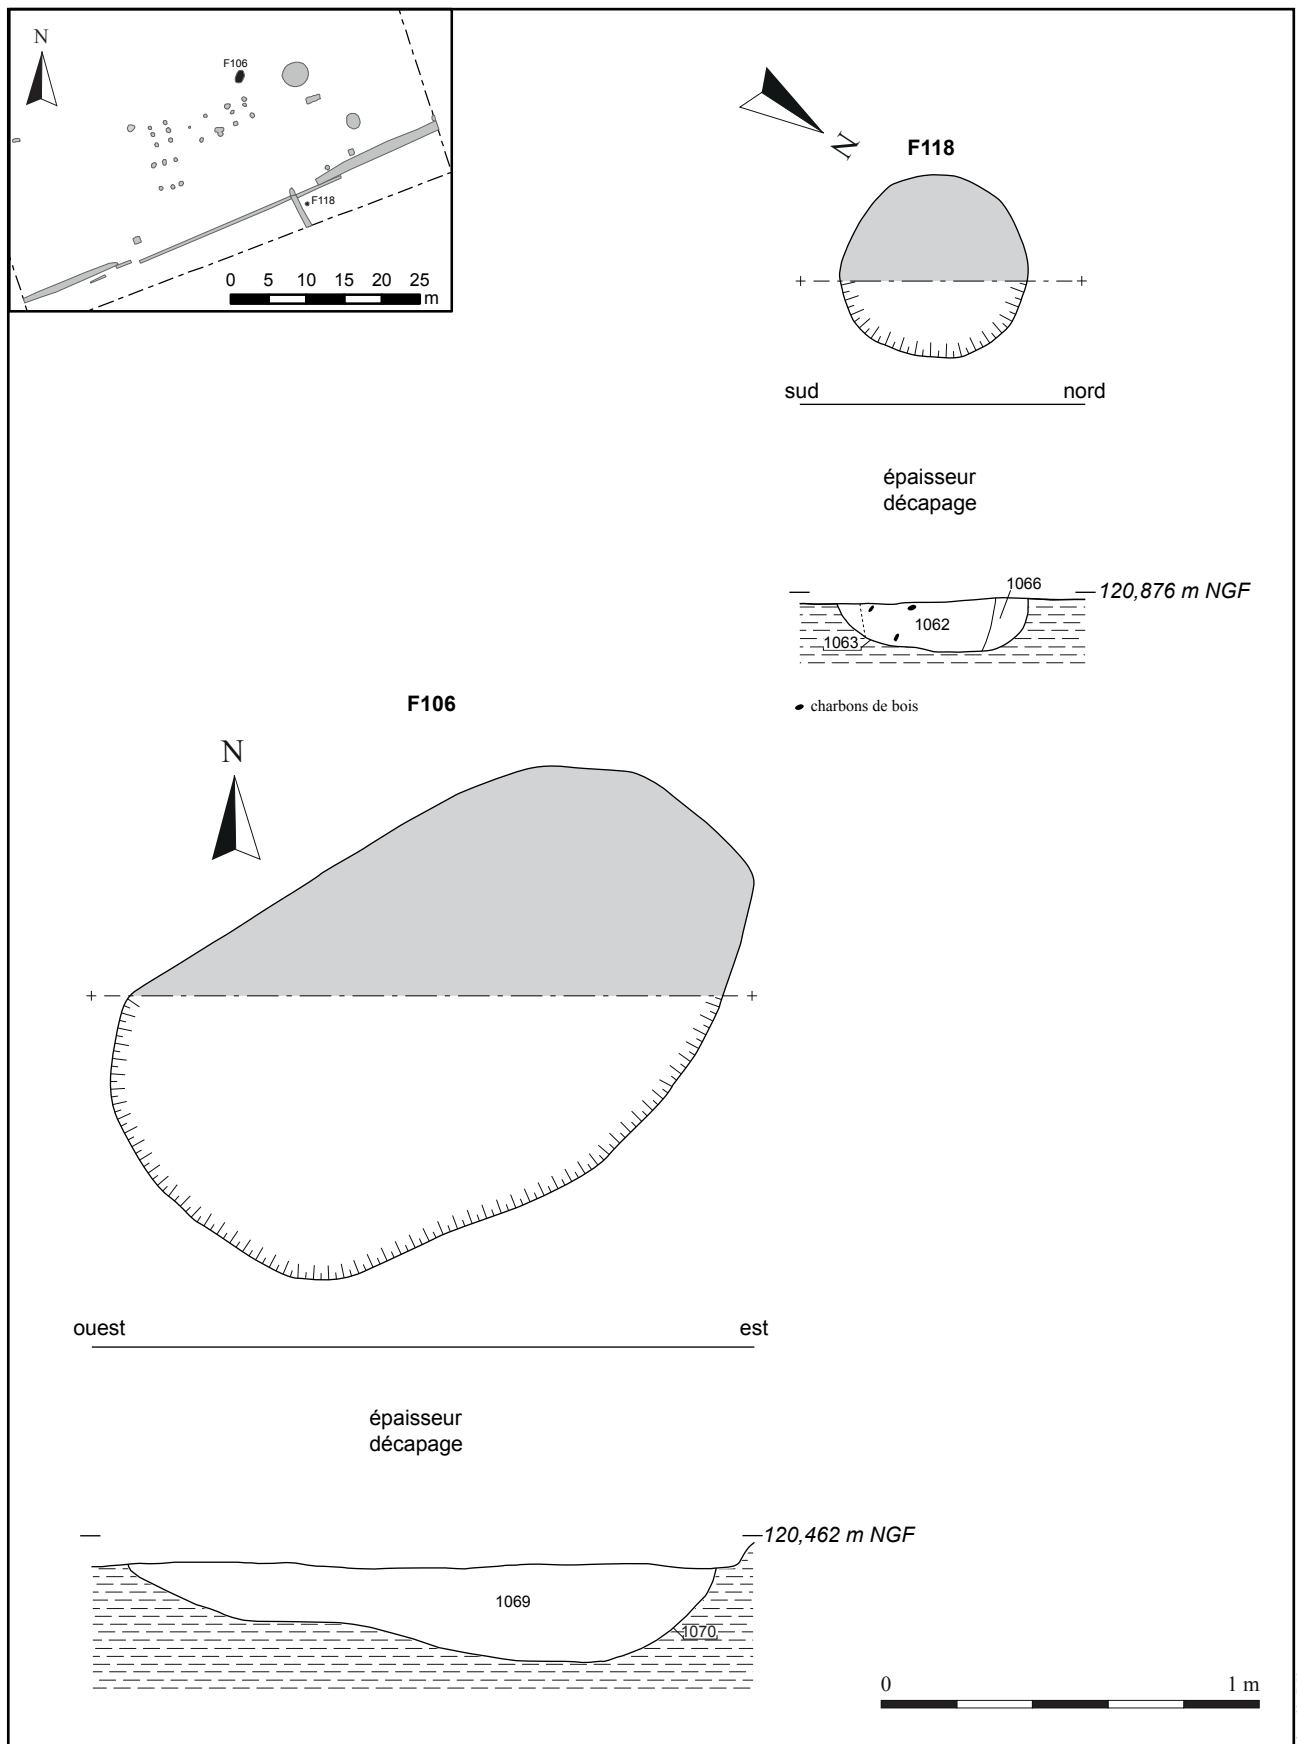 N
F106
F118
0 5 10 15 20 25
m
N
F118
sud nord
épaisseur
décapage
1066
120,876 m NGF
1062
1063
charbons de bois
F106
N
ouest est
épaisseur
décapage
120,462 m NGF
1069
1070
0 1 m